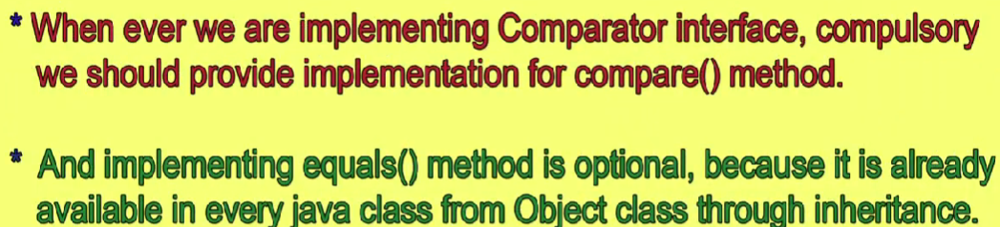 * When ever we are implementing Comparator interface, compulsory
we should provide implementation for compare() method.
* And implementing equals() method is optional, because it is already
available in every java class from Object class through inheritance.